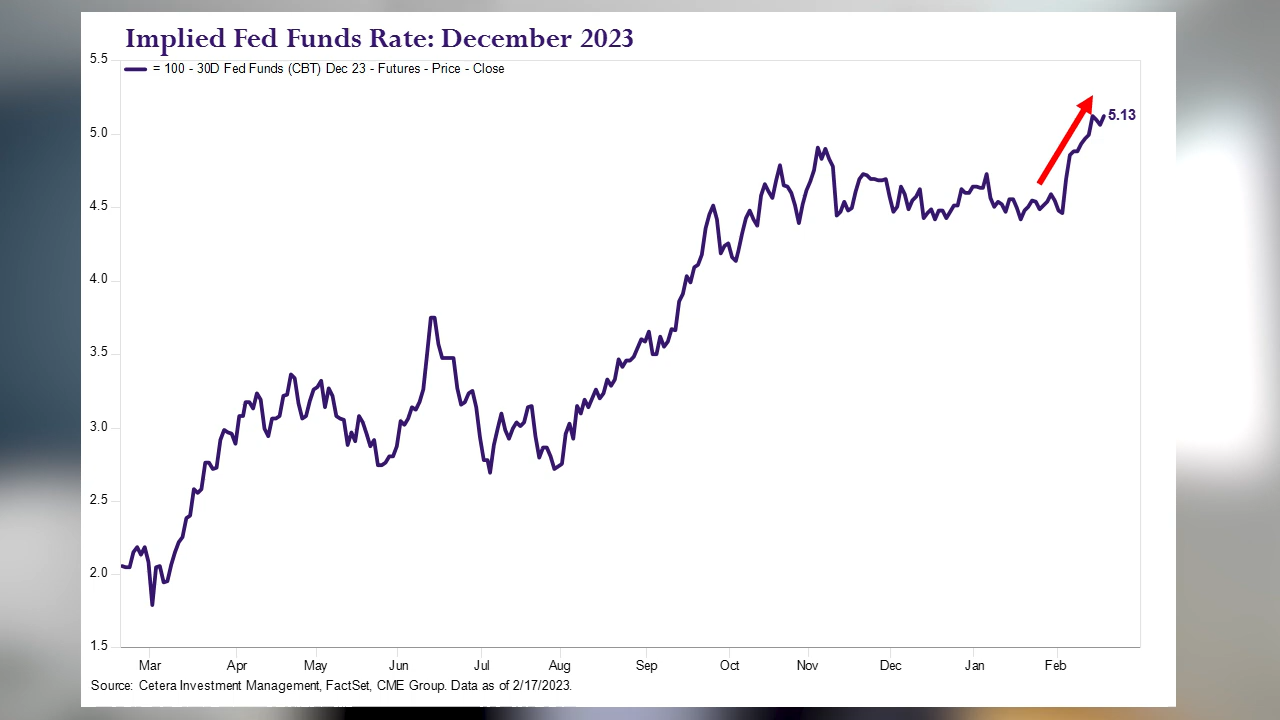 Implied Fed Funds Rate: December 2023
= 100 - 30D Fed Funds (CBT) Dec 23 - Futures - Price - Close
5.5
5.13
5.0
4.5
4.0
3.5
3.0
2.5
2.0
1.5
Mar Apr May Jun Jul Aug Sep Oct Nov Dec Jan Feb
Source: Cetera Investment Management, FactSet, CME Group. Data as of 2/17/2023.